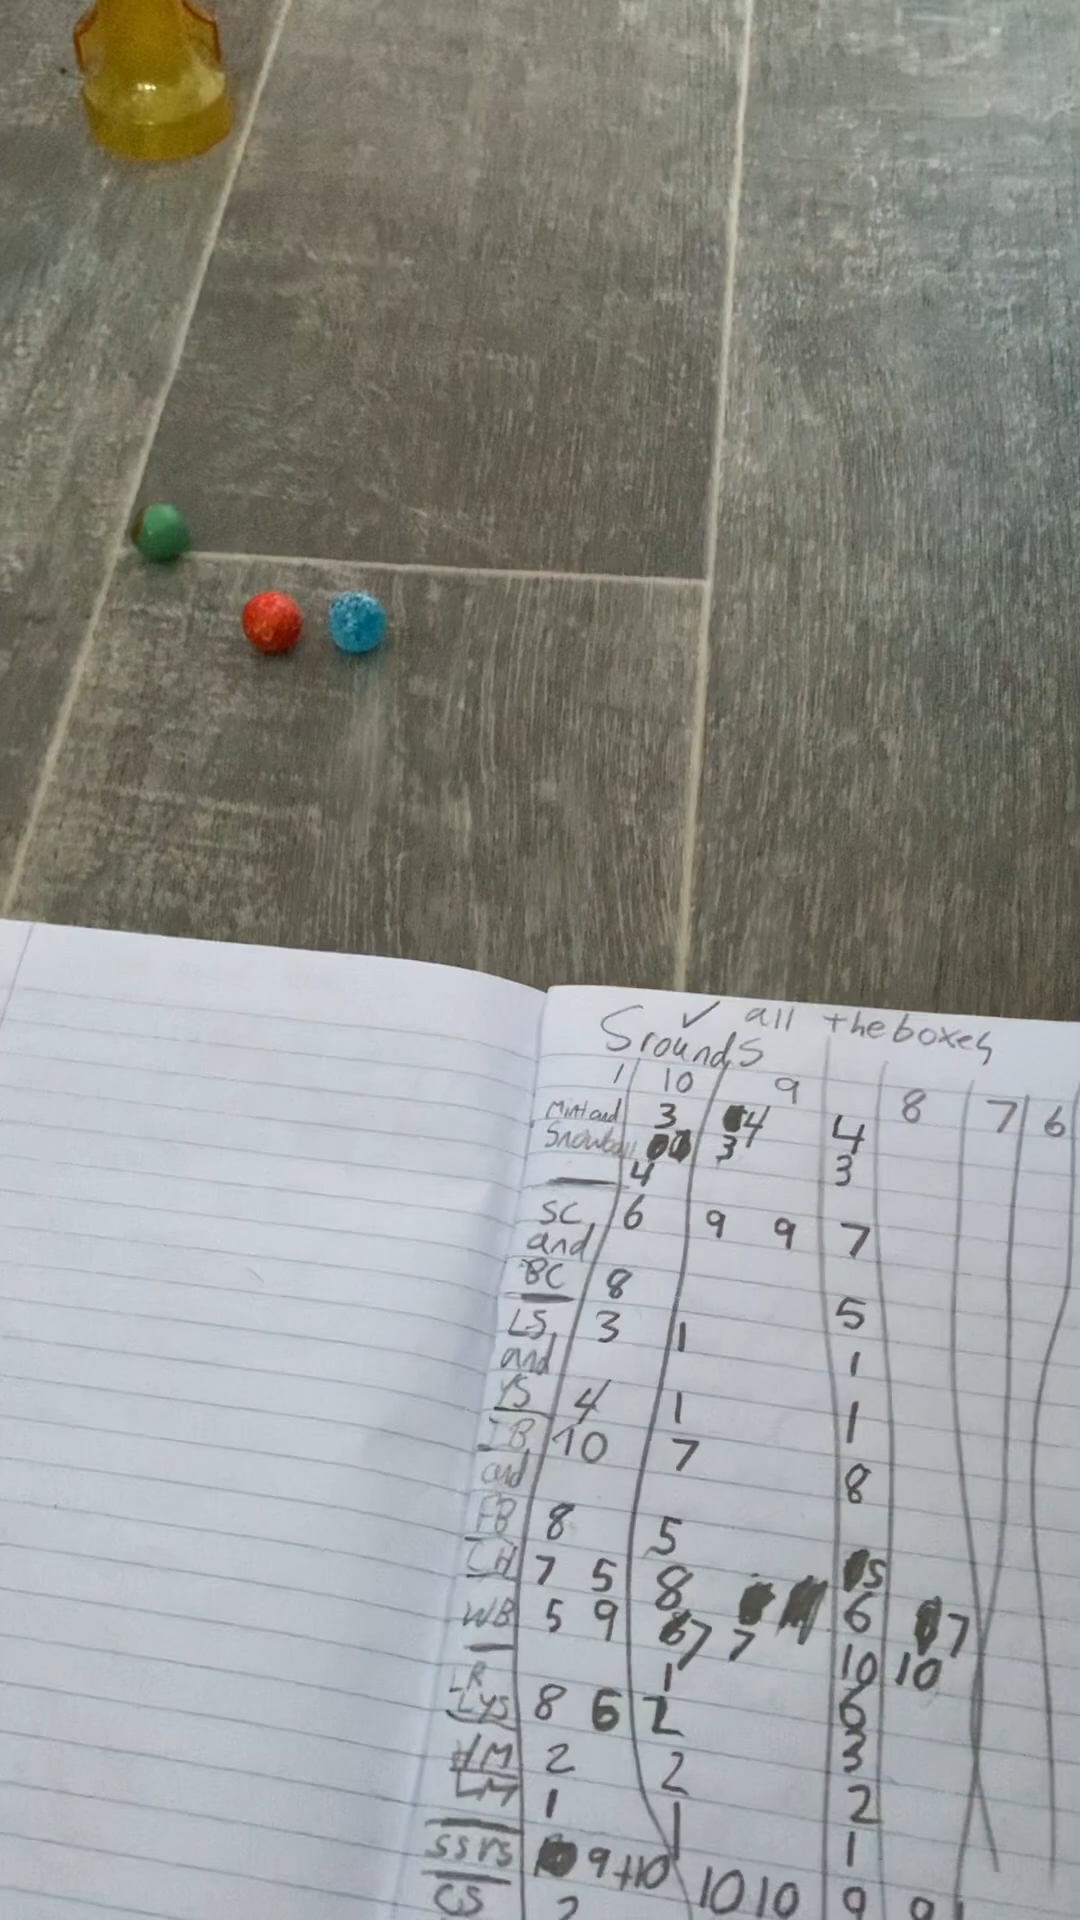 ✓ all the boxes
5 rounds
1 10 9 8 7 6
Mint and 3 4 4
Snowball 3 3
4
SC 6 9 9 7
and
BC 8 5
LS 3 1 1
and
YS 4 1 1
IB 10 7 8
and
FB 8 5 5
7 5 8 6 7
WB 5 9 7 7 10 10
LR 1
LYS 8 6 2 6
HM 2 2 3
LM 1 1 2
SSYS 9 +10 10 10 1
CS 2 9 9